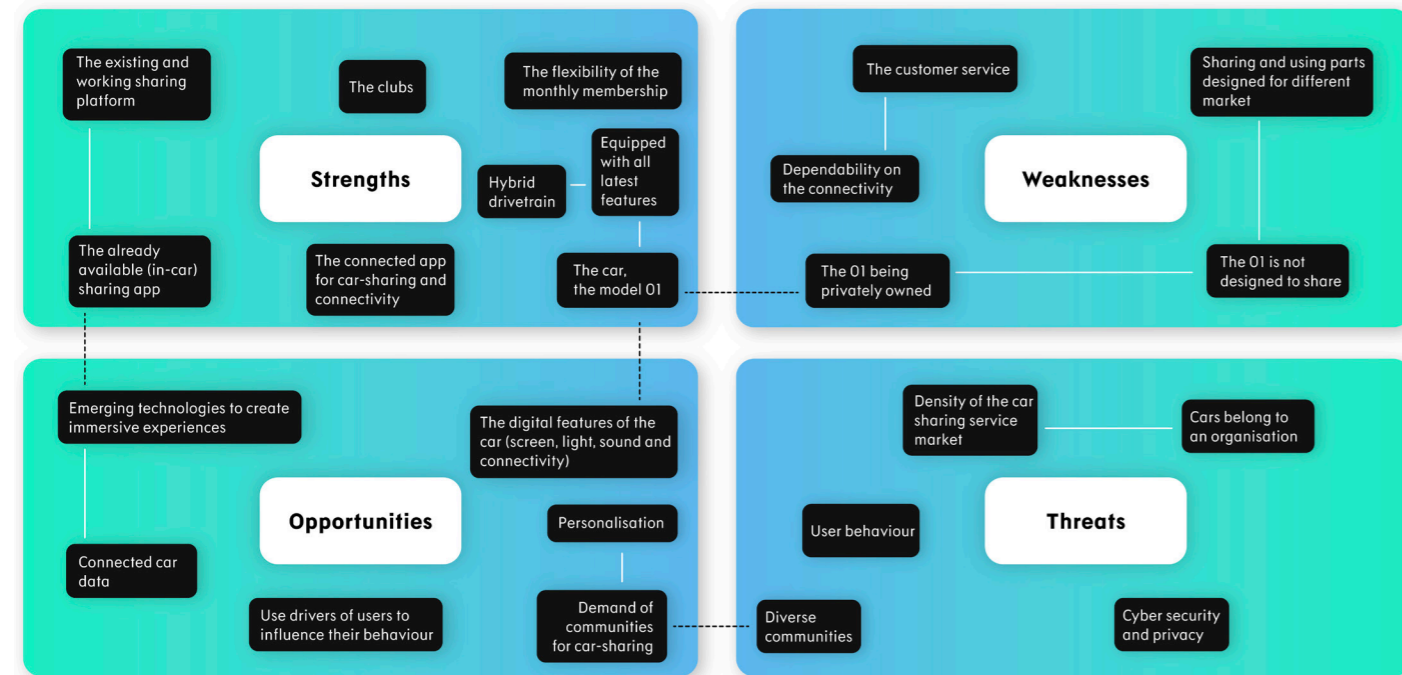 The existing and
working sharing
platform
The clubs
The flexibility of the
monthly membership
Strengths
Hybrid
drivetrain
Equipped
with all
latest
features
The already
available (in-car)
sharing app
The connected app
for car-sharing and
connectivity
The car,
the model 01
The customer service
Sharing and using parts
designed for different
market
Dependability on
the connectivity
Weaknesses
The 01 being
privately owned
The 01 is not
designed to share
Emerging technologies to create
immersive experiences
The digital features of the
car (screen, light, sound and
connectivity)
Opportunities
Personalisation
Connected car
data
Use drivers of users to
influence their behaviour
Demand of
communities
for car-sharing
Density of the car
sharing service
market
Cars belong to
an organisation
User behaviour
Threats
Diverse
communities
Cyber security
and privacy